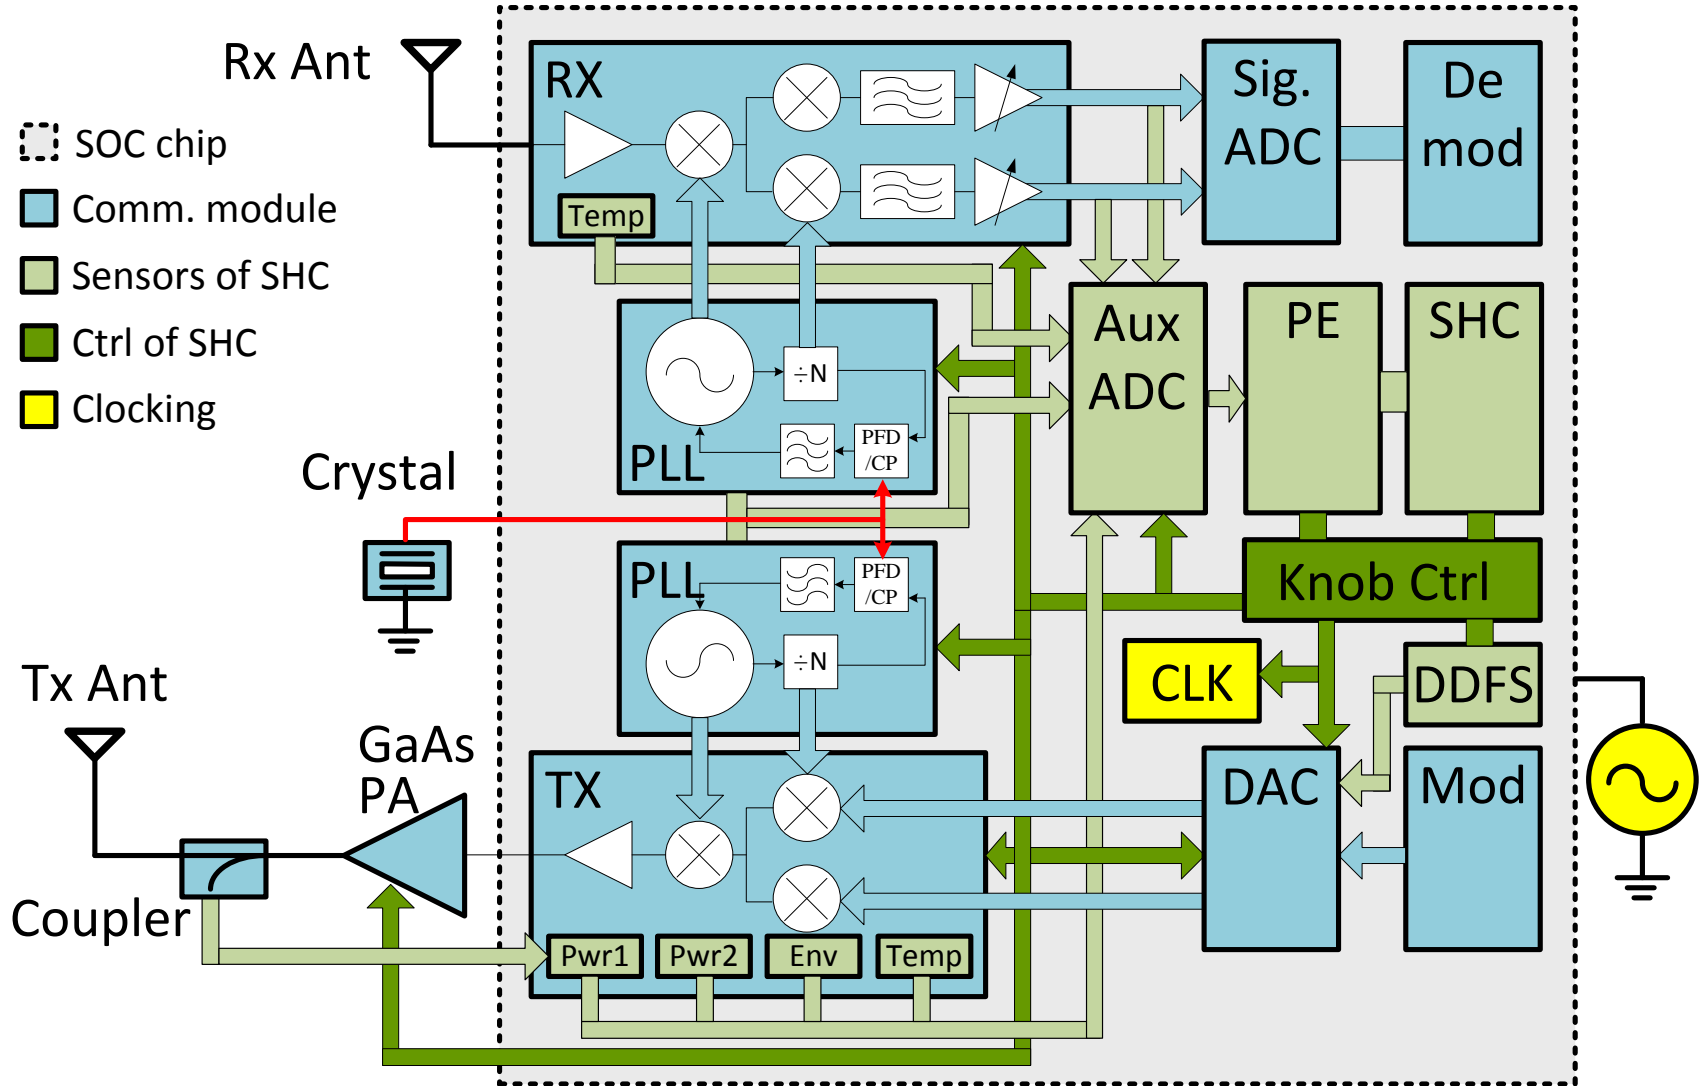 Rx Ant
SOC chip
Comm. module
Sensors of SHC
Ctrl of SHC
Clocking
RX
Temp
Sig.
ADC
De
mod
Aux
ADC
PE
SHC
÷N
PFD
/CP
PLL
Crystal
PLL
PFD
/CP
÷N
Knob Ctrl
CLK
DDFS
Tx Ant
GaAs
PA
Coupler
TX
DAC
Mod
Pwr1
Pwr2
Env
Temp